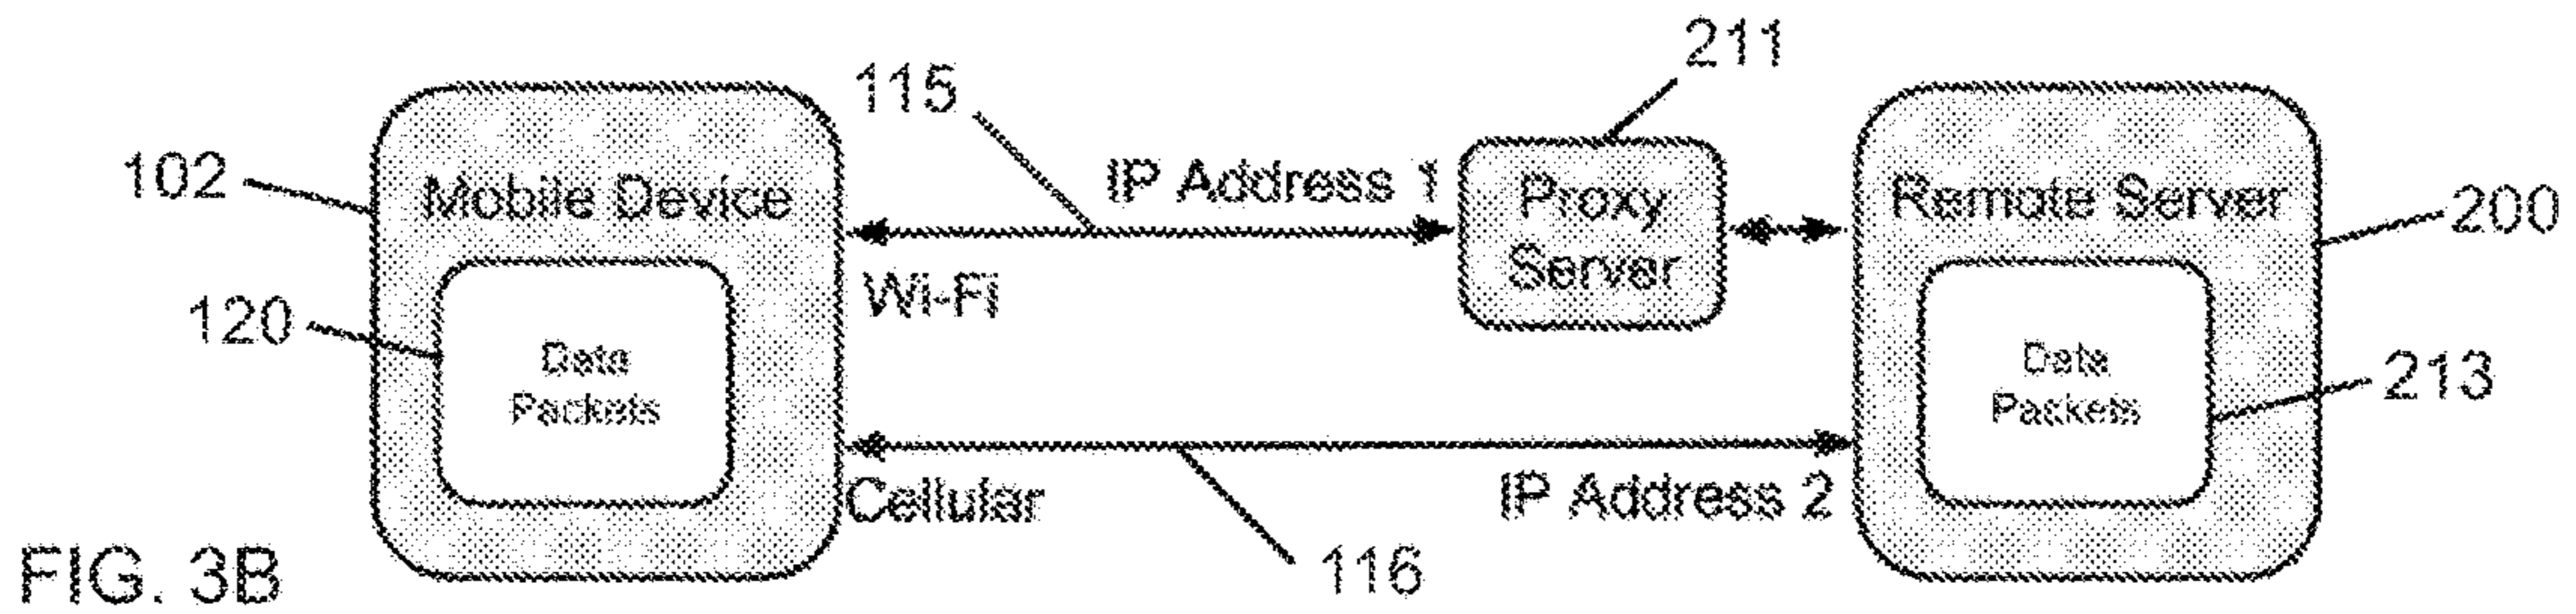 211
115
IP Address 1
102
Mobile Device
Proxy
Server
Remote Server
200
Wi-Fi
120
Data
Packets
Data
Packets
213
Cellular
IP Address 2
116
FIG. 3B